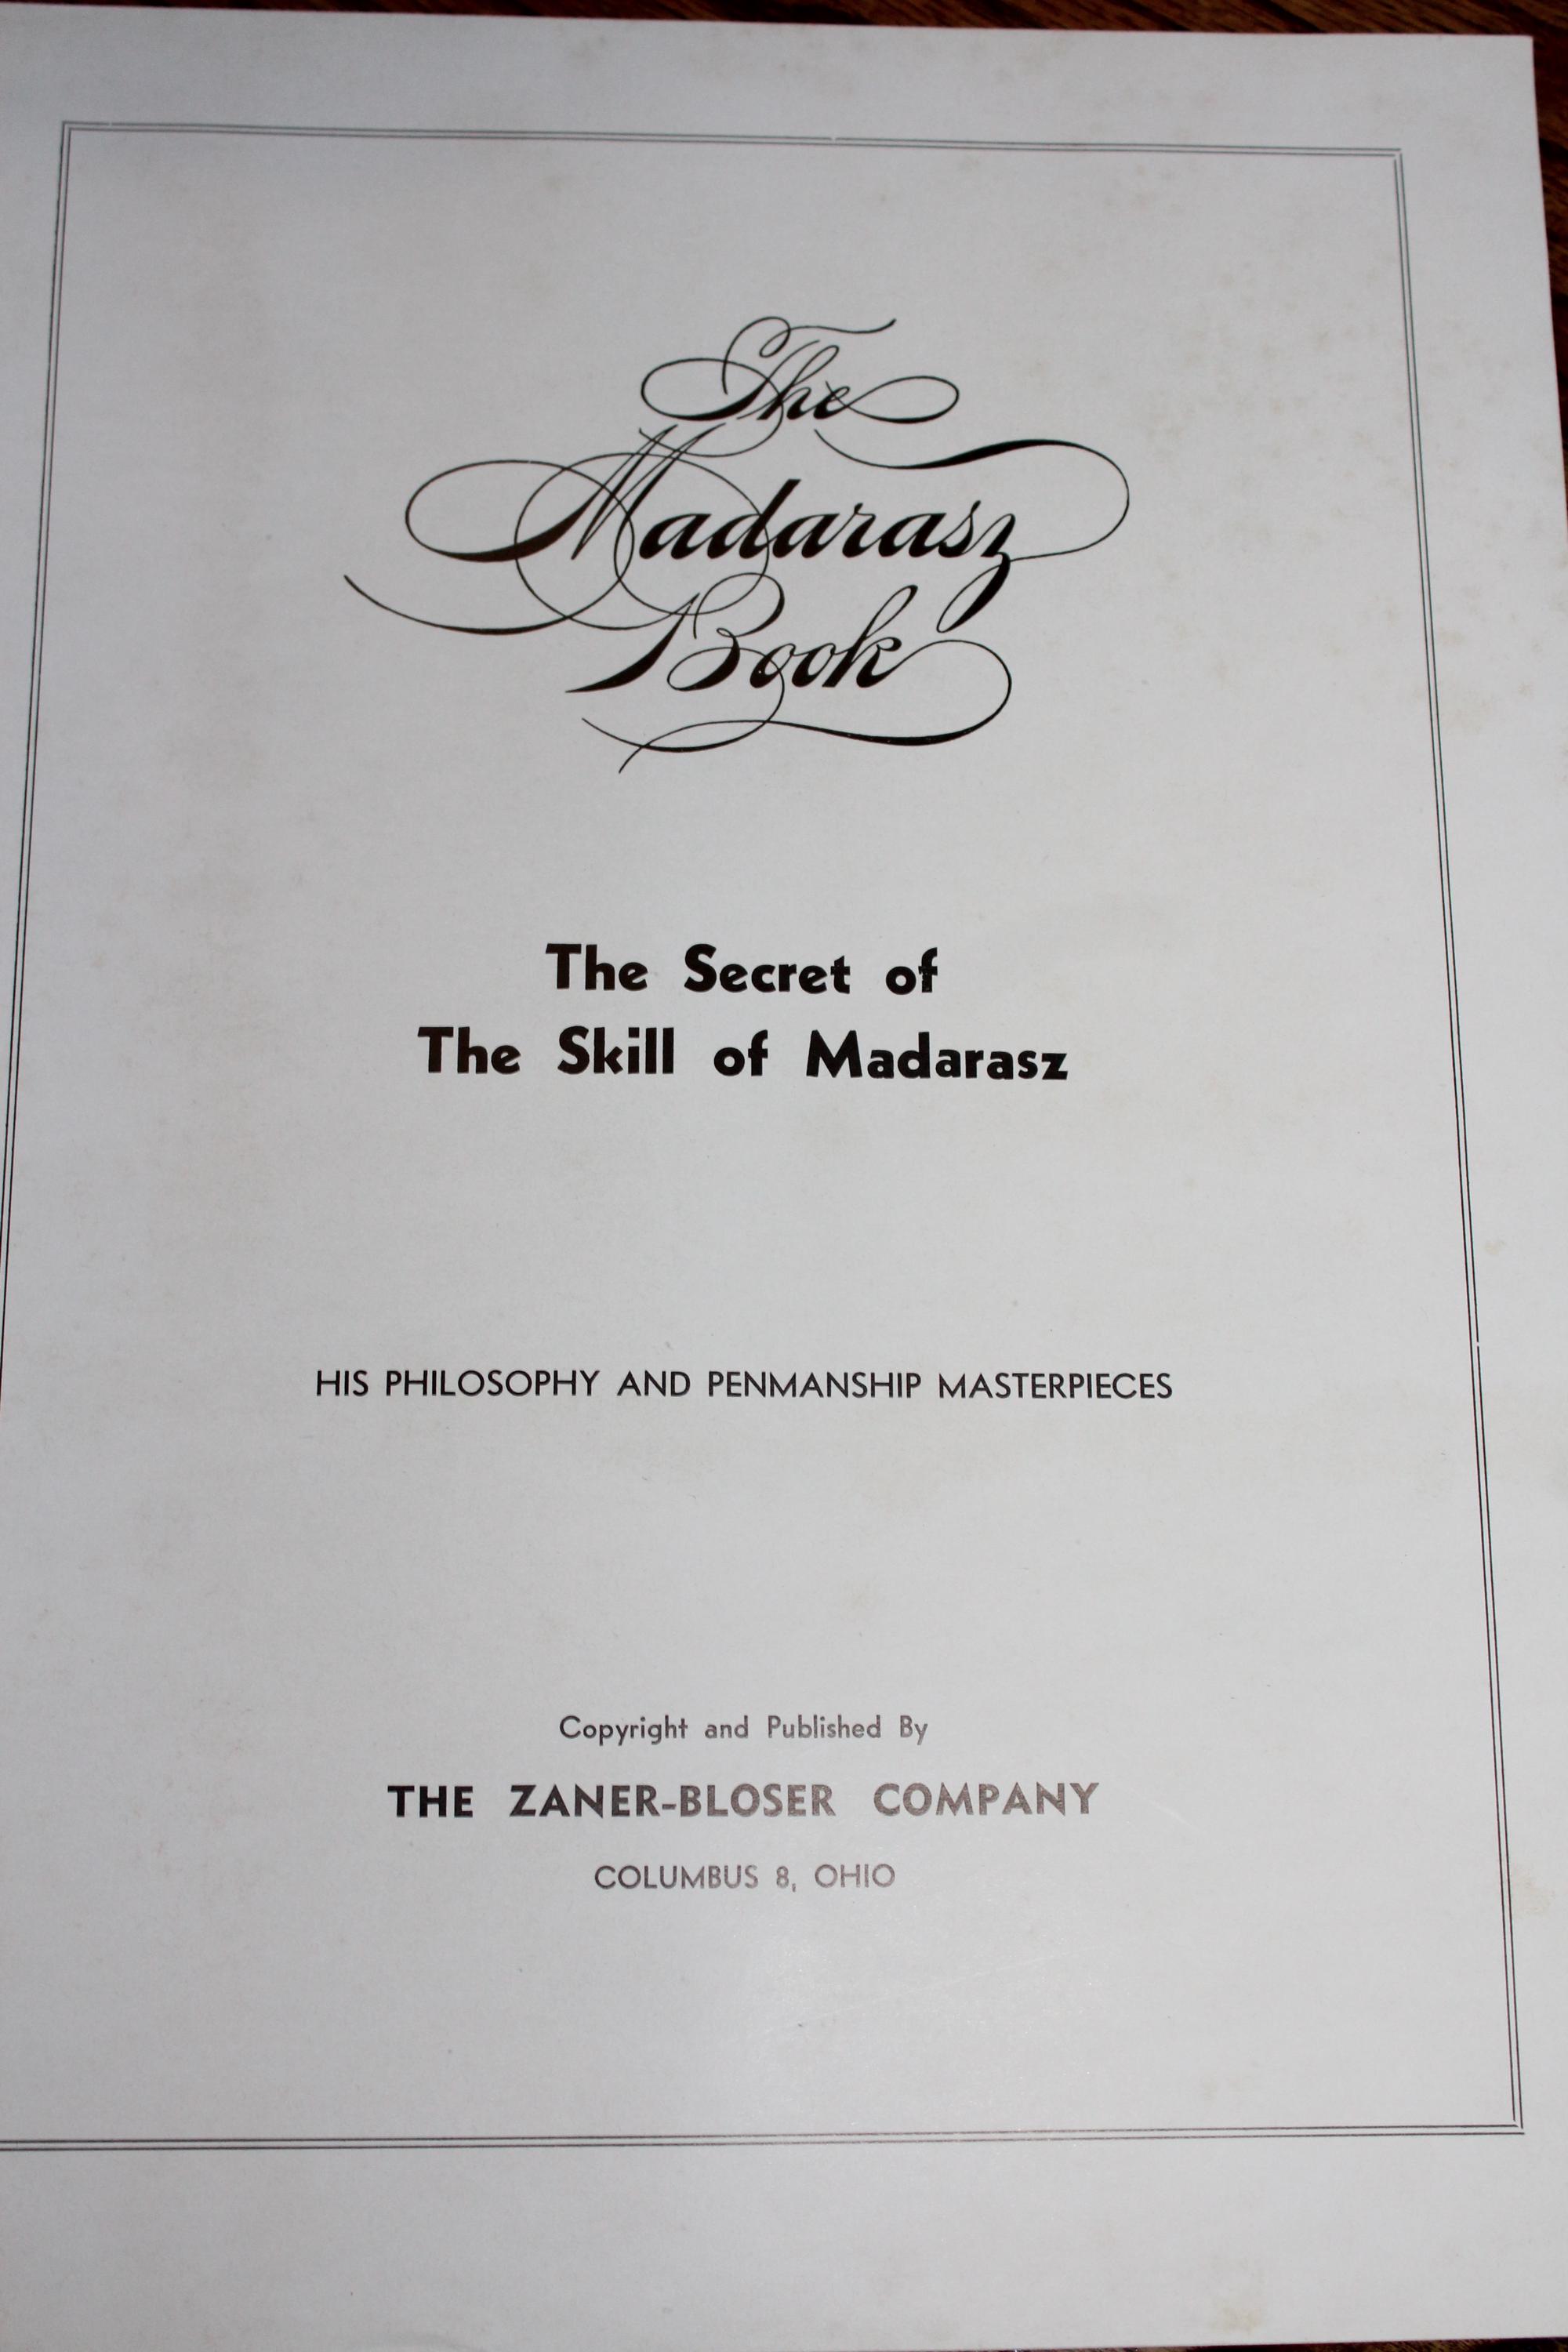 The
Madarasz
Book
The Secret of
The Skill of Madarasz
HIS PHILOSOPHY AND PENMANSHIP MASTERPIECES
Copyright and Published By
THE ZANER-BLOSER COMPANY
COLUMBUS 8, OHIO